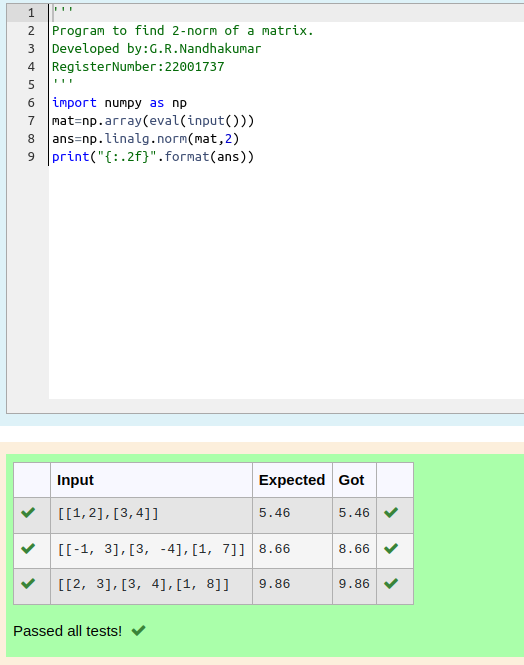 1 '''
2 Program to find 2-norm of a matrix.
3 Developed by:G.R.Nandhakumar
4 RegisterNumber:22001737
5 '''
6 import numpy as np
7 mat=np.array(eval(input()))
8 ans=np.linalg.norm(mat,2)
9 print("{:.2f}".format(ans))
Input Expected Got
[[1,2],[3,4]] 5.46 5.46
[[-1, 3],[3, -4],[1, 7]] 8.66 8.66
[[2, 3],[3, 4],[1, 8]] 9.86 9.86
Passed all tests!